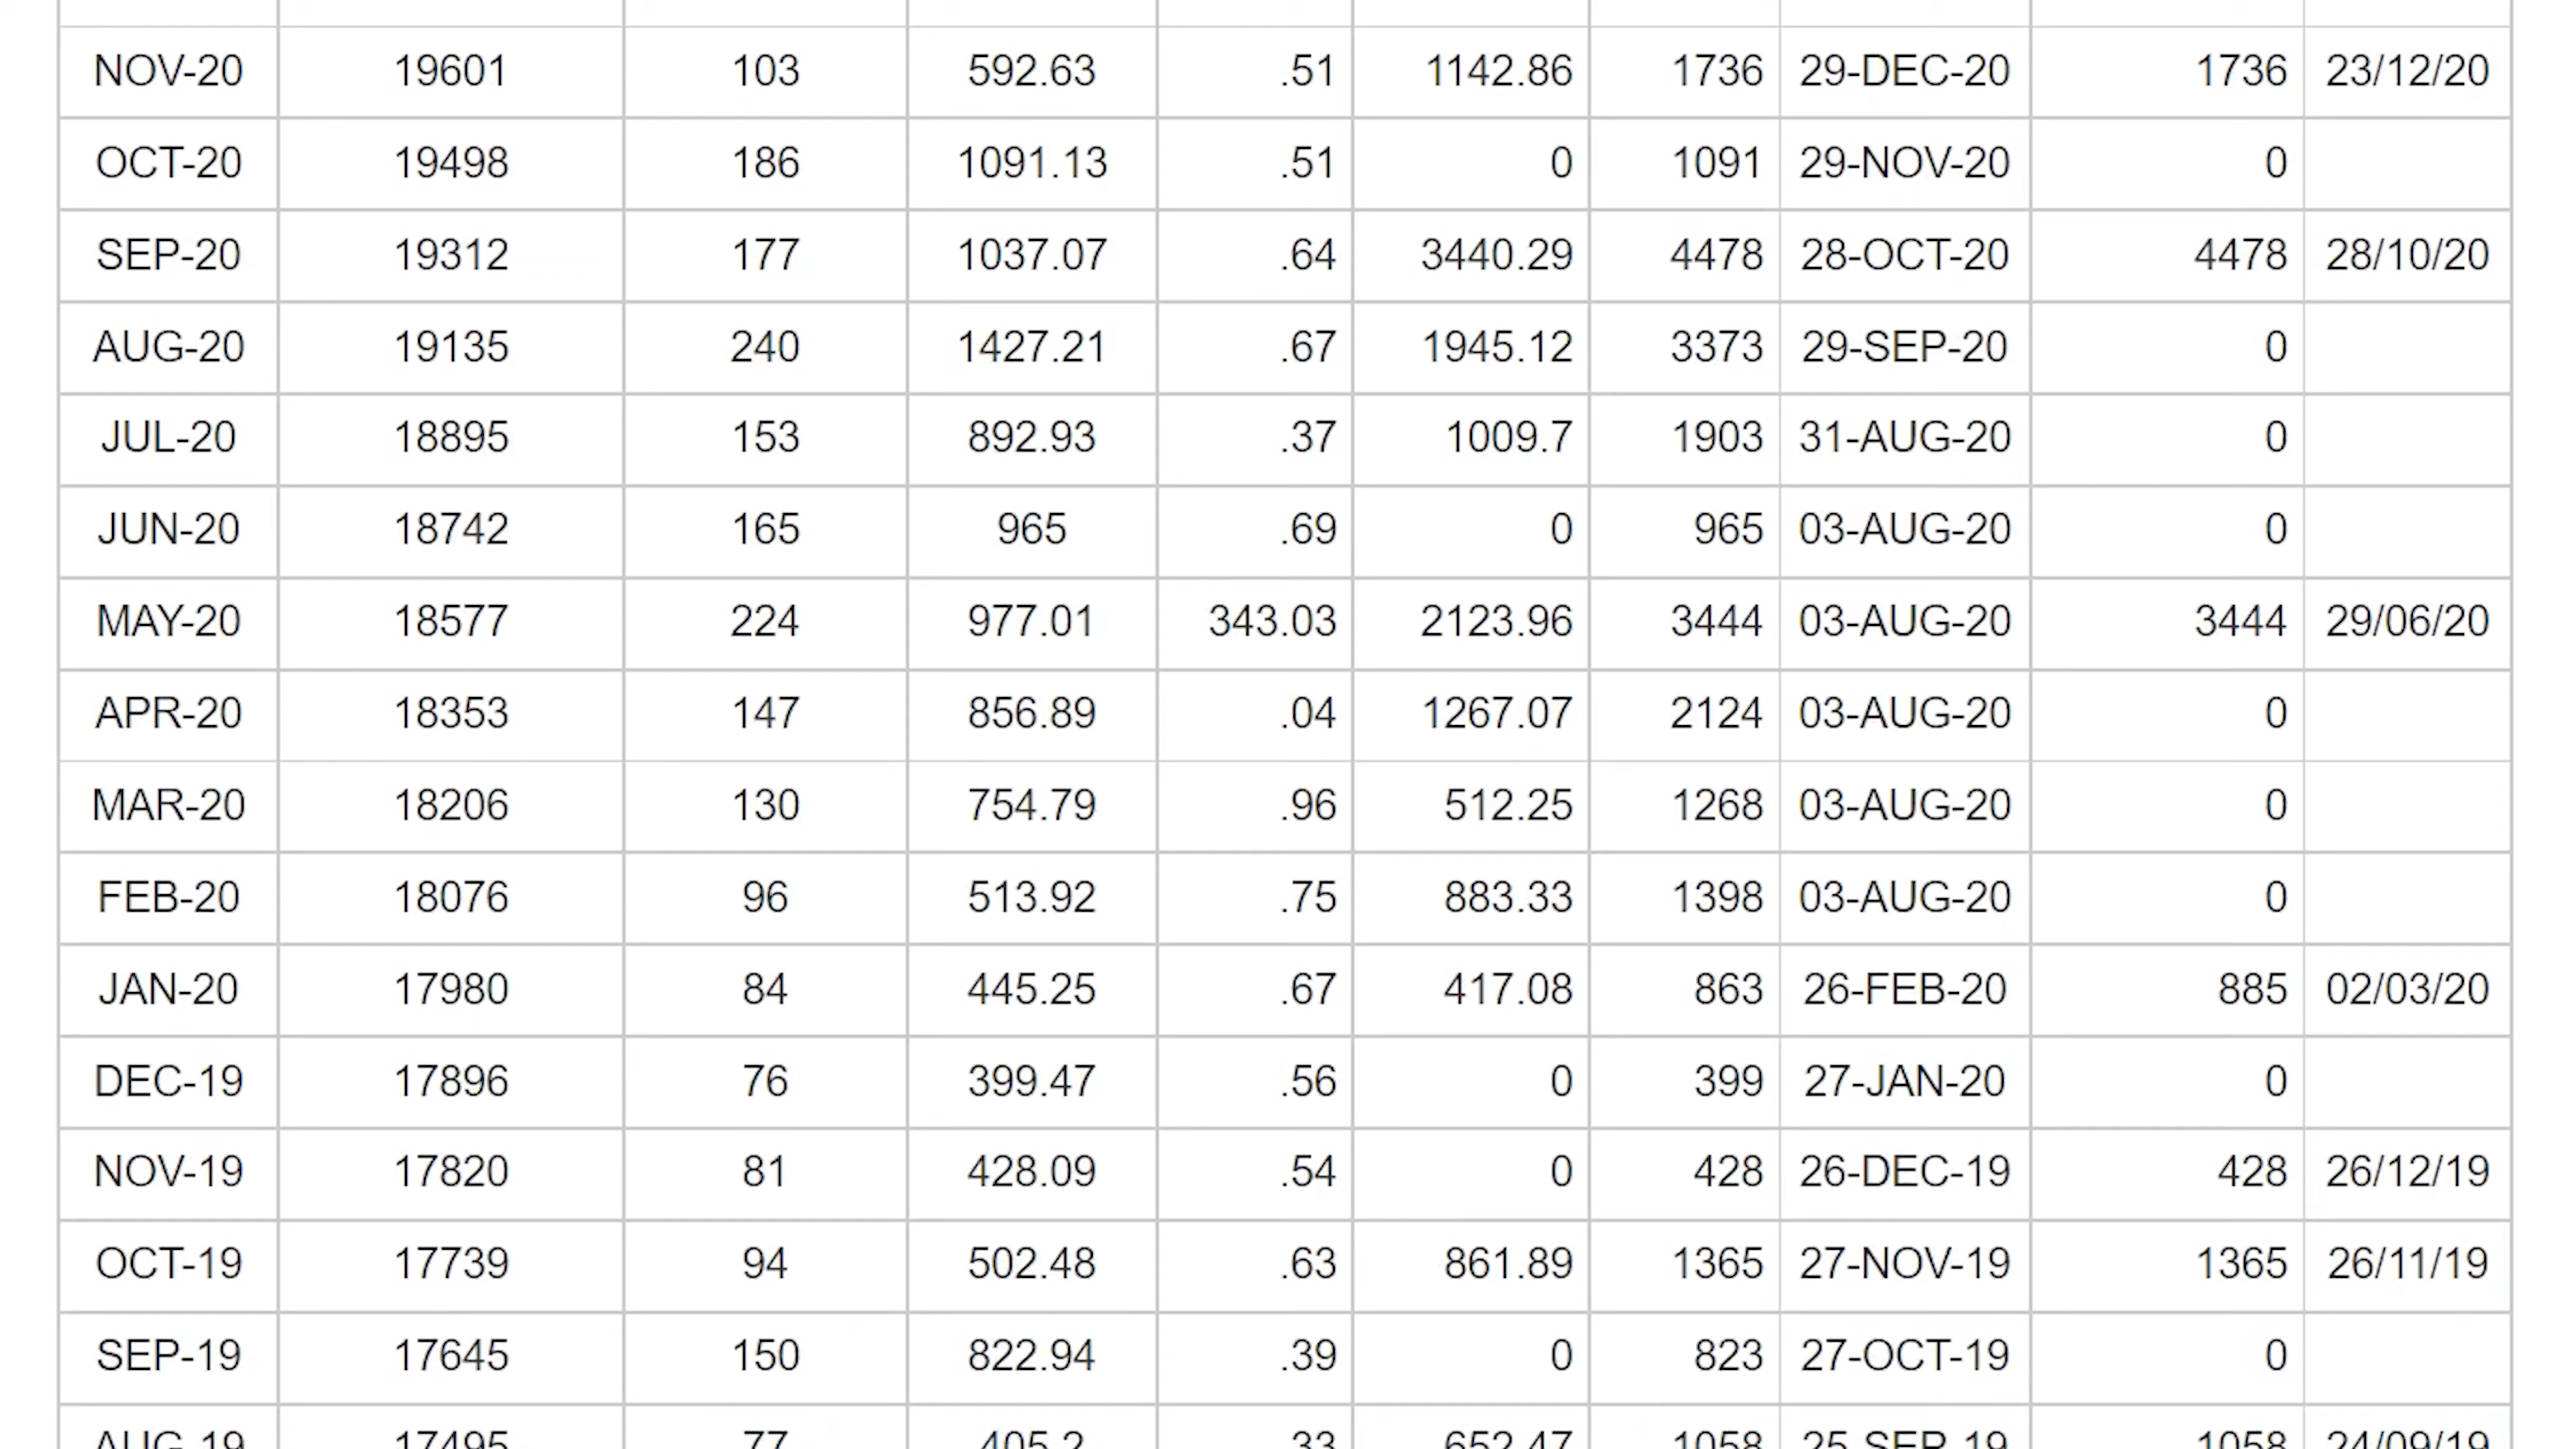 NOV-20 19601 103 592.63 .51 1142.86 1736 29-DEC-20 1736 23/12/20
OCT-20 19498 186 1091.13 .51 0 1091 29-NOV-20 0
SEP-20 19312 177 1037.07 .64 3440.29 4478 28-OCT-20 4478 28/10/20
AUG-20 19135 240 1427.21 .67 1945.12 3373 29-SEP-20 0
JUL-20 18895 153 892.93 .37 1009.7 1903 31-AUG-20 0
JUN-20 18742 165 965 .69 0 965 03-AUG-20 0
MAY-20 18577 224 977.01 343.03 2123.96 3444 03-AUG-20 3444 29/06/20
APR-20 18353 147 856.89 .04 1267.07 2124 03-AUG-20 0
MAR-20 18206 130 754.79 .96 512.25 1268 03-AUG-20 0
FEB-20 18076 96 513.92 .75 883.33 1398 03-AUG-20 0
JAN-20 17980 84 445.25 .67 417.08 863 26-FEB-20 885 02/03/20
DEC-19 17896 76 399.47 .56 0 399 27-JAN-20 0
NOV-19 17820 81 428.09 .54 0 428 26-DEC-19 428 26/12/19
OCT-19 17739 94 502.48 .63 861.89 1365 27-NOV-19 1365 26/11/19
SEP-19 17645 150 822.94 .39 0 823 27-OCT-19 0
AUG-19 17495 77 405.2 .33 652.47 1058 25-SEP-19 1058 24/09/19